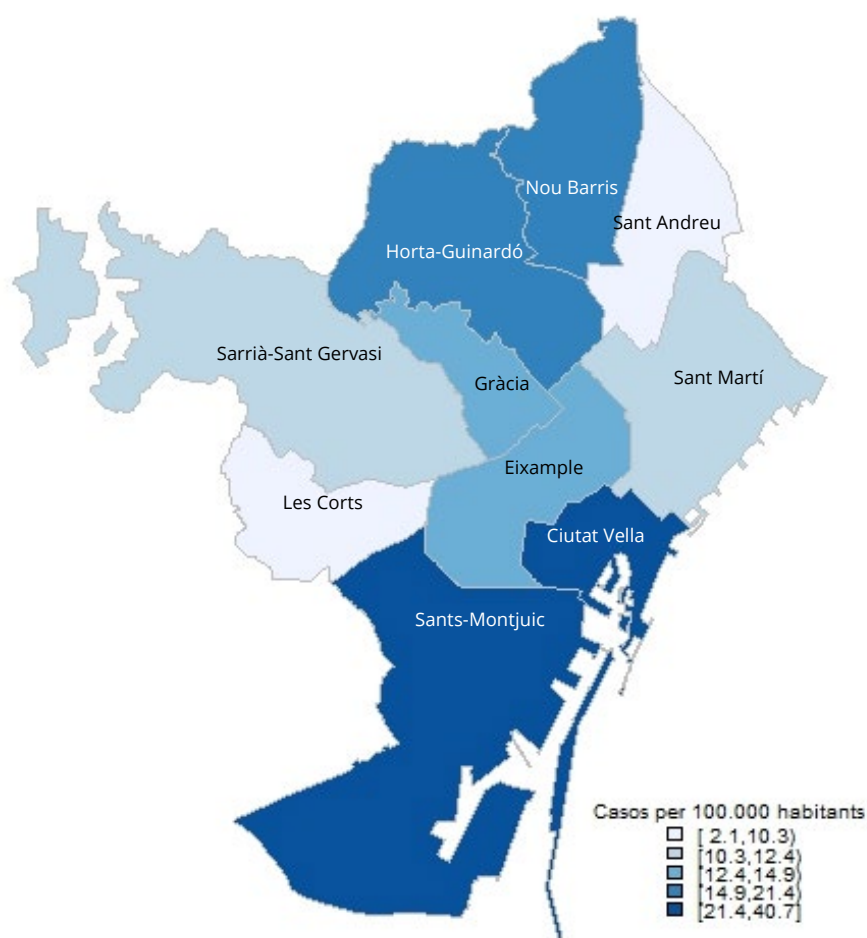 Nou Barris
Sant Andreu
Horta-Guinardó
Sarrià-Sant Gervasi
Gràcia
Sant Martí
Eixample
Les Corts
Ciutat Vella
Sants-Montjuic
Casos per 100.000 habitants
[ 2.1,10.3)
[10.3,12.4)
[12.4,14.9)
[14.9,21.4)
[21.4,40.7]